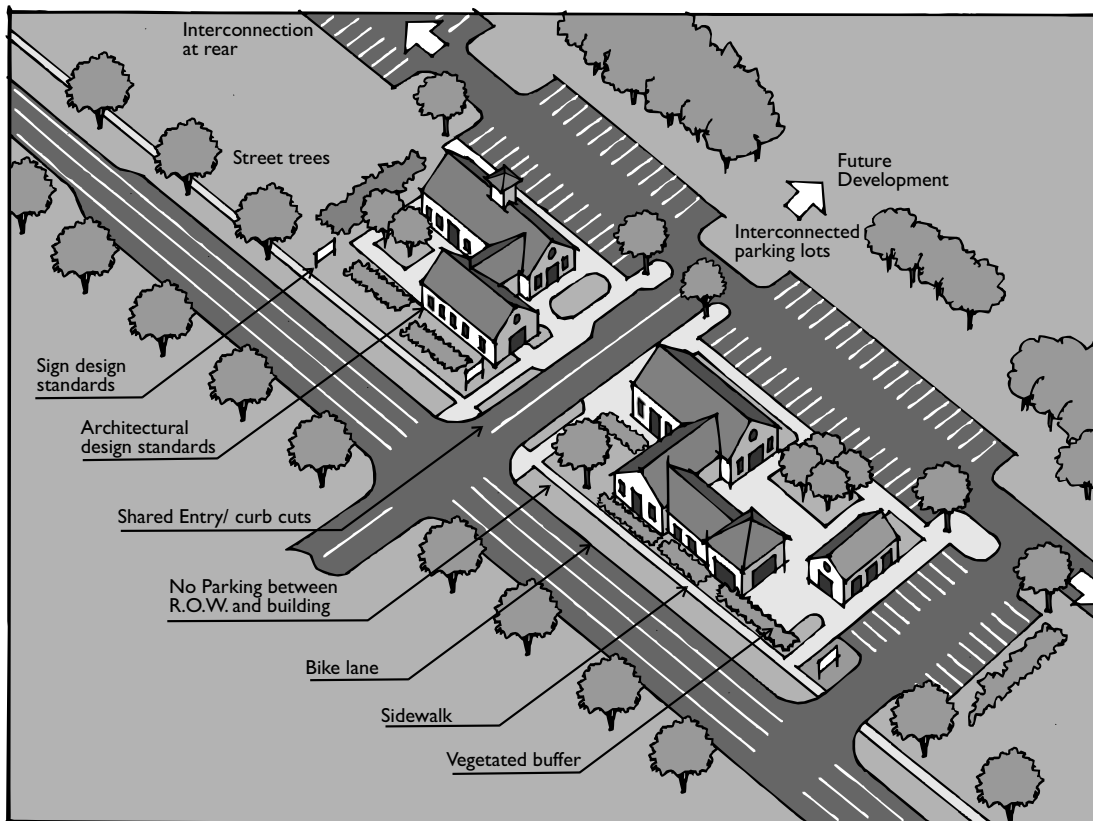 Interconnection
at rear
Street trees
Future
Development
Interconnected
parking lots
Sign design
standards
Architectural
design standards
Shared Entry/ curb cuts
No Parking between
R.O.W. and building
Bike lane
Sidewalk
Vegetated buffer